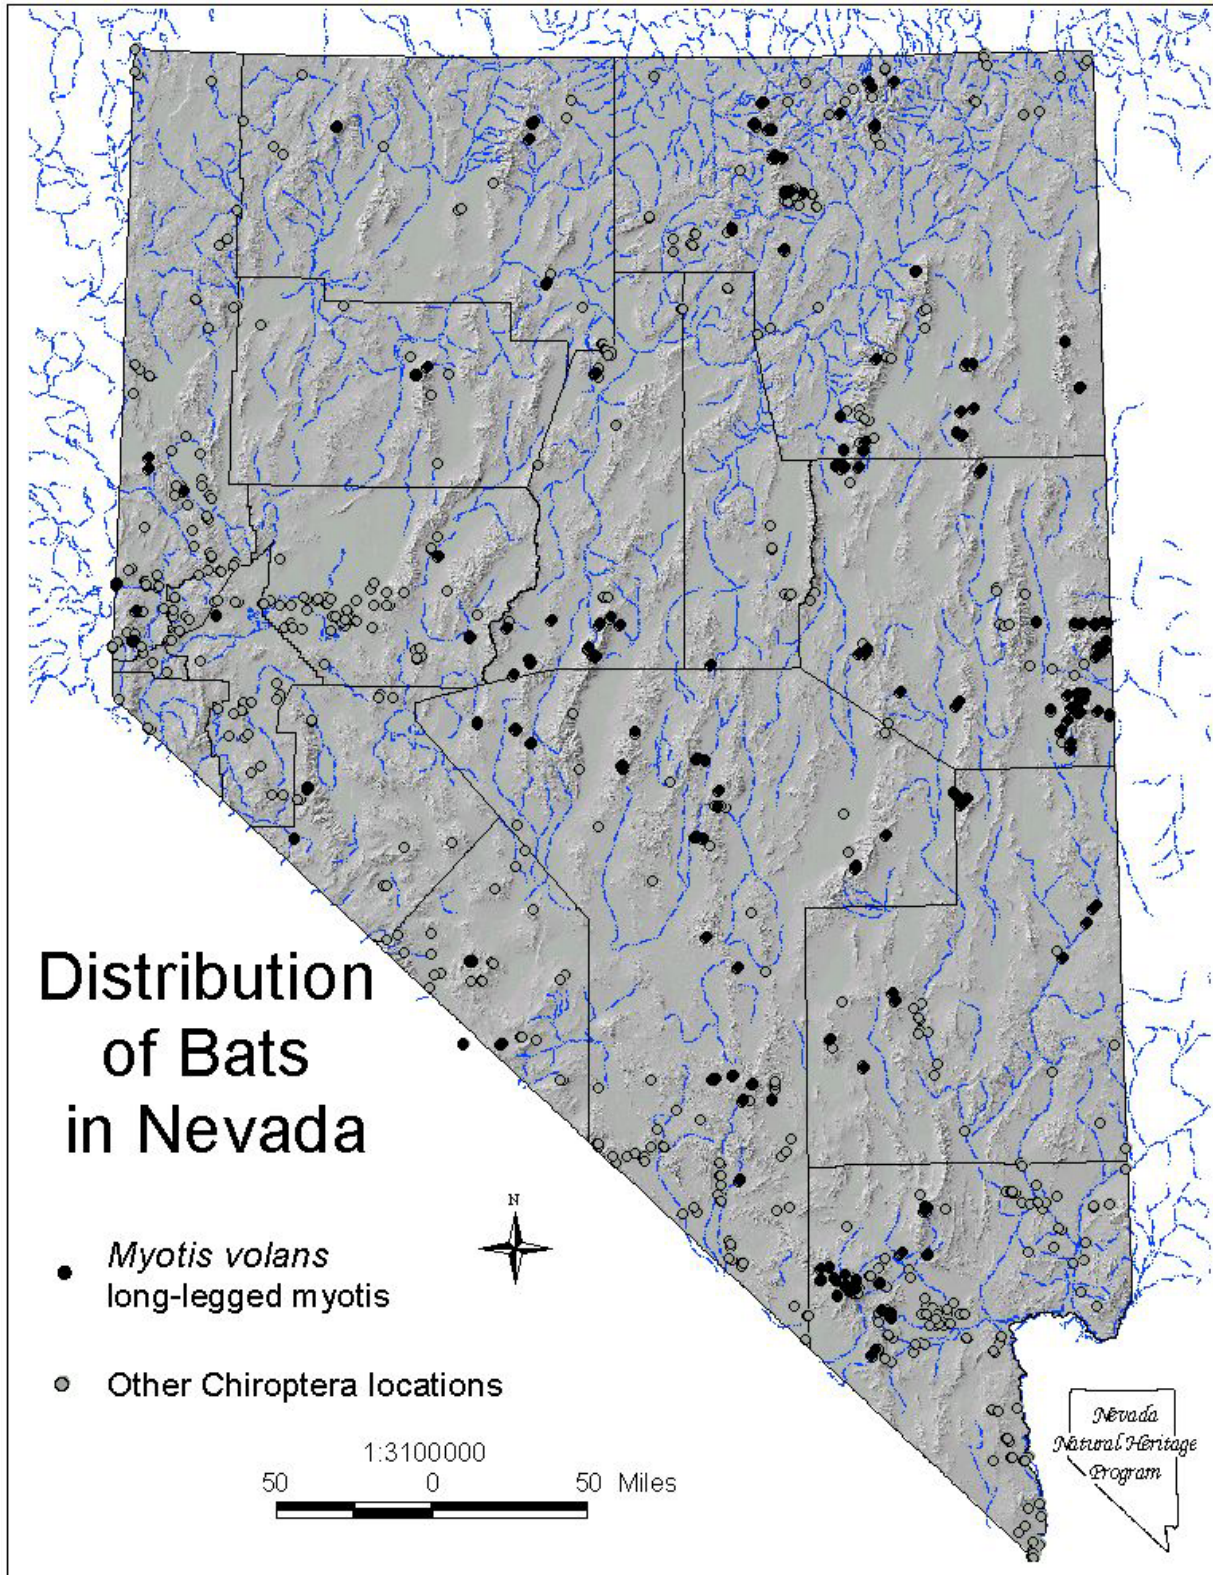 Distribution
of Bats
in Nevada
N
Myotis volans
long-legged myotis
Other Chiroptera locations
1:3100000
50 0 50 Miles
Nevada
Natural Heritage
Program